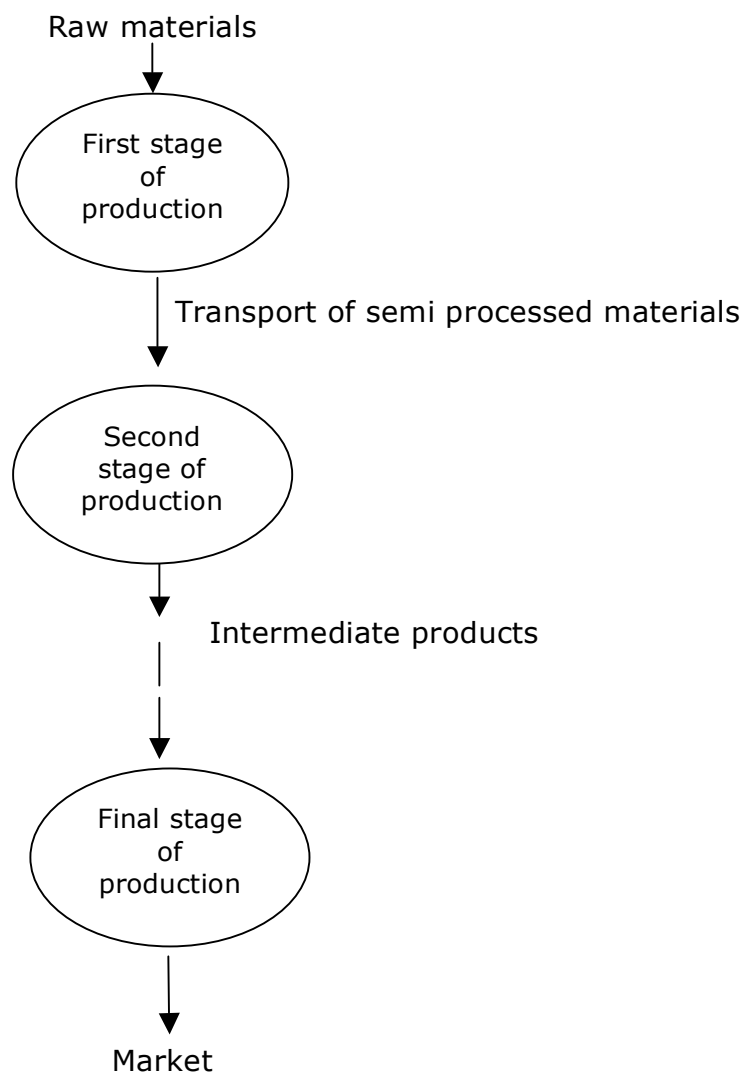 Raw materials
First stage
of
production
Transport of semi processed materials
Second
stage of
production
Intermediate products
Final stage
of
production
Market